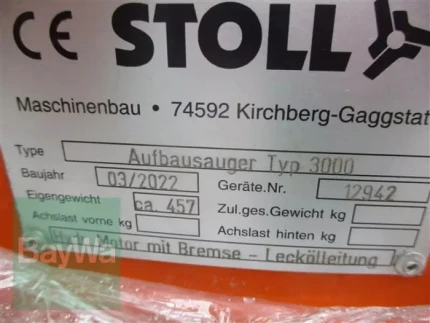 CE STOLL
Maschinenbau • 74592 Kirchberg-Gaggstat
Type Aufbausauger Typ 3000
Baujahr 03/2022 Geräte.Nr. 12942
Eigengewicht ca. 457 Zul.ges.Gewicht kg
Achslast vorne kg Achslast hinten kg
Motor mit Bremse - Leckölleitung
BayWa